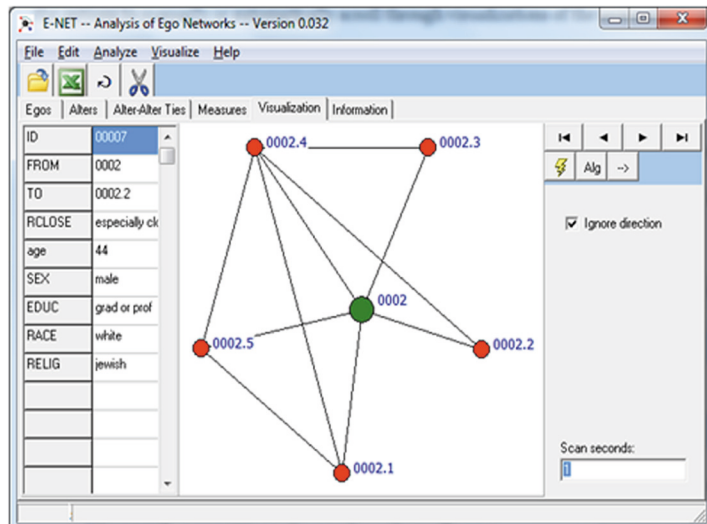 E-NET -- Analysis of Ego Networks -- Version 0.032
File Edit Analyze Visualize Help
Egos Alters Alter-Alter Ties Measures Visualization Information
ID 00007
FROM 0002
TO 0002.2
RCLOSE especially clo
age 44
SEX male
EDUC grad or prof
RACE white
RELIG jewish
0002.4
0002.3
0002
0002.5
0002.2
0002.1
Alg -->
Ignore direction
Scan seconds:
1